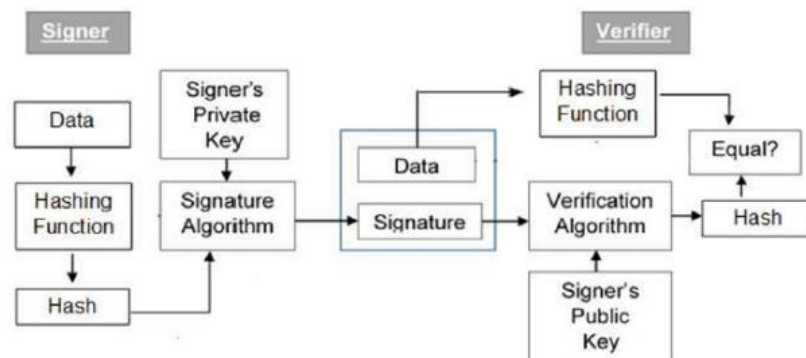 Signer
Verifier
Data
Hashing
Function
Hash
Signer's
Private
Key
Signature
Algorithm
Data
Signature
Hashing
Function
Verification
Algorithm
Signer's
Public
Key
Equal?
Hash